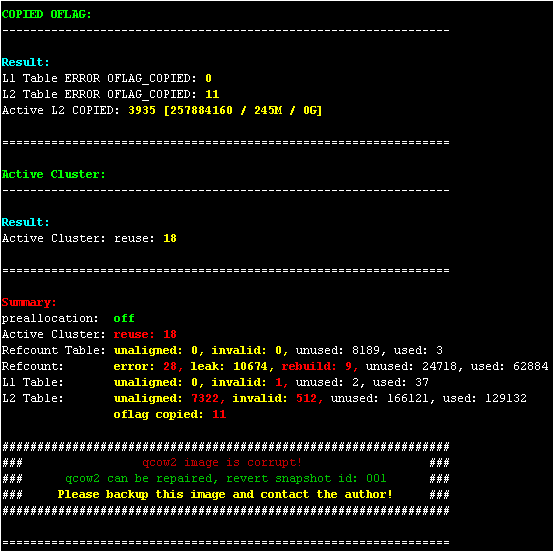 COPIED OFLAG:
----------------------------------------------------------------
Result:
L1 Table ERROR OFLAG_COPIED: 0
L2 Table ERROR OFLAG_COPIED: 11
Active L2 COPIED: 3935 [257884160 / 245M / 0G]
================================================================
Active Cluster:
----------------------------------------------------------------
Result:
Active Cluster: reuse: 18
================================================================
Summary:
preallocation:  off
Active Cluster: reuse: 18
Refcount Table: unaligned: 0, invalid: 0, unused: 8189, used: 3
Refcount:       error: 28, leak: 10674, rebuild: 9, unused: 24718, used: 62884
L1 Table:       unaligned: 0, invalid: 1, unused: 2, used: 37
L2 Table:       unaligned: 7322, invalid: 512, unused: 166121, used: 129132
                oflag copied: 11
################################################################
###                 qcow2 image is corrupt!                  ###
###      qcow2 can be repaired, revert snapshot id: 001      ###
###     Please backup this image and contact the author!     ###
################################################################
================================================================